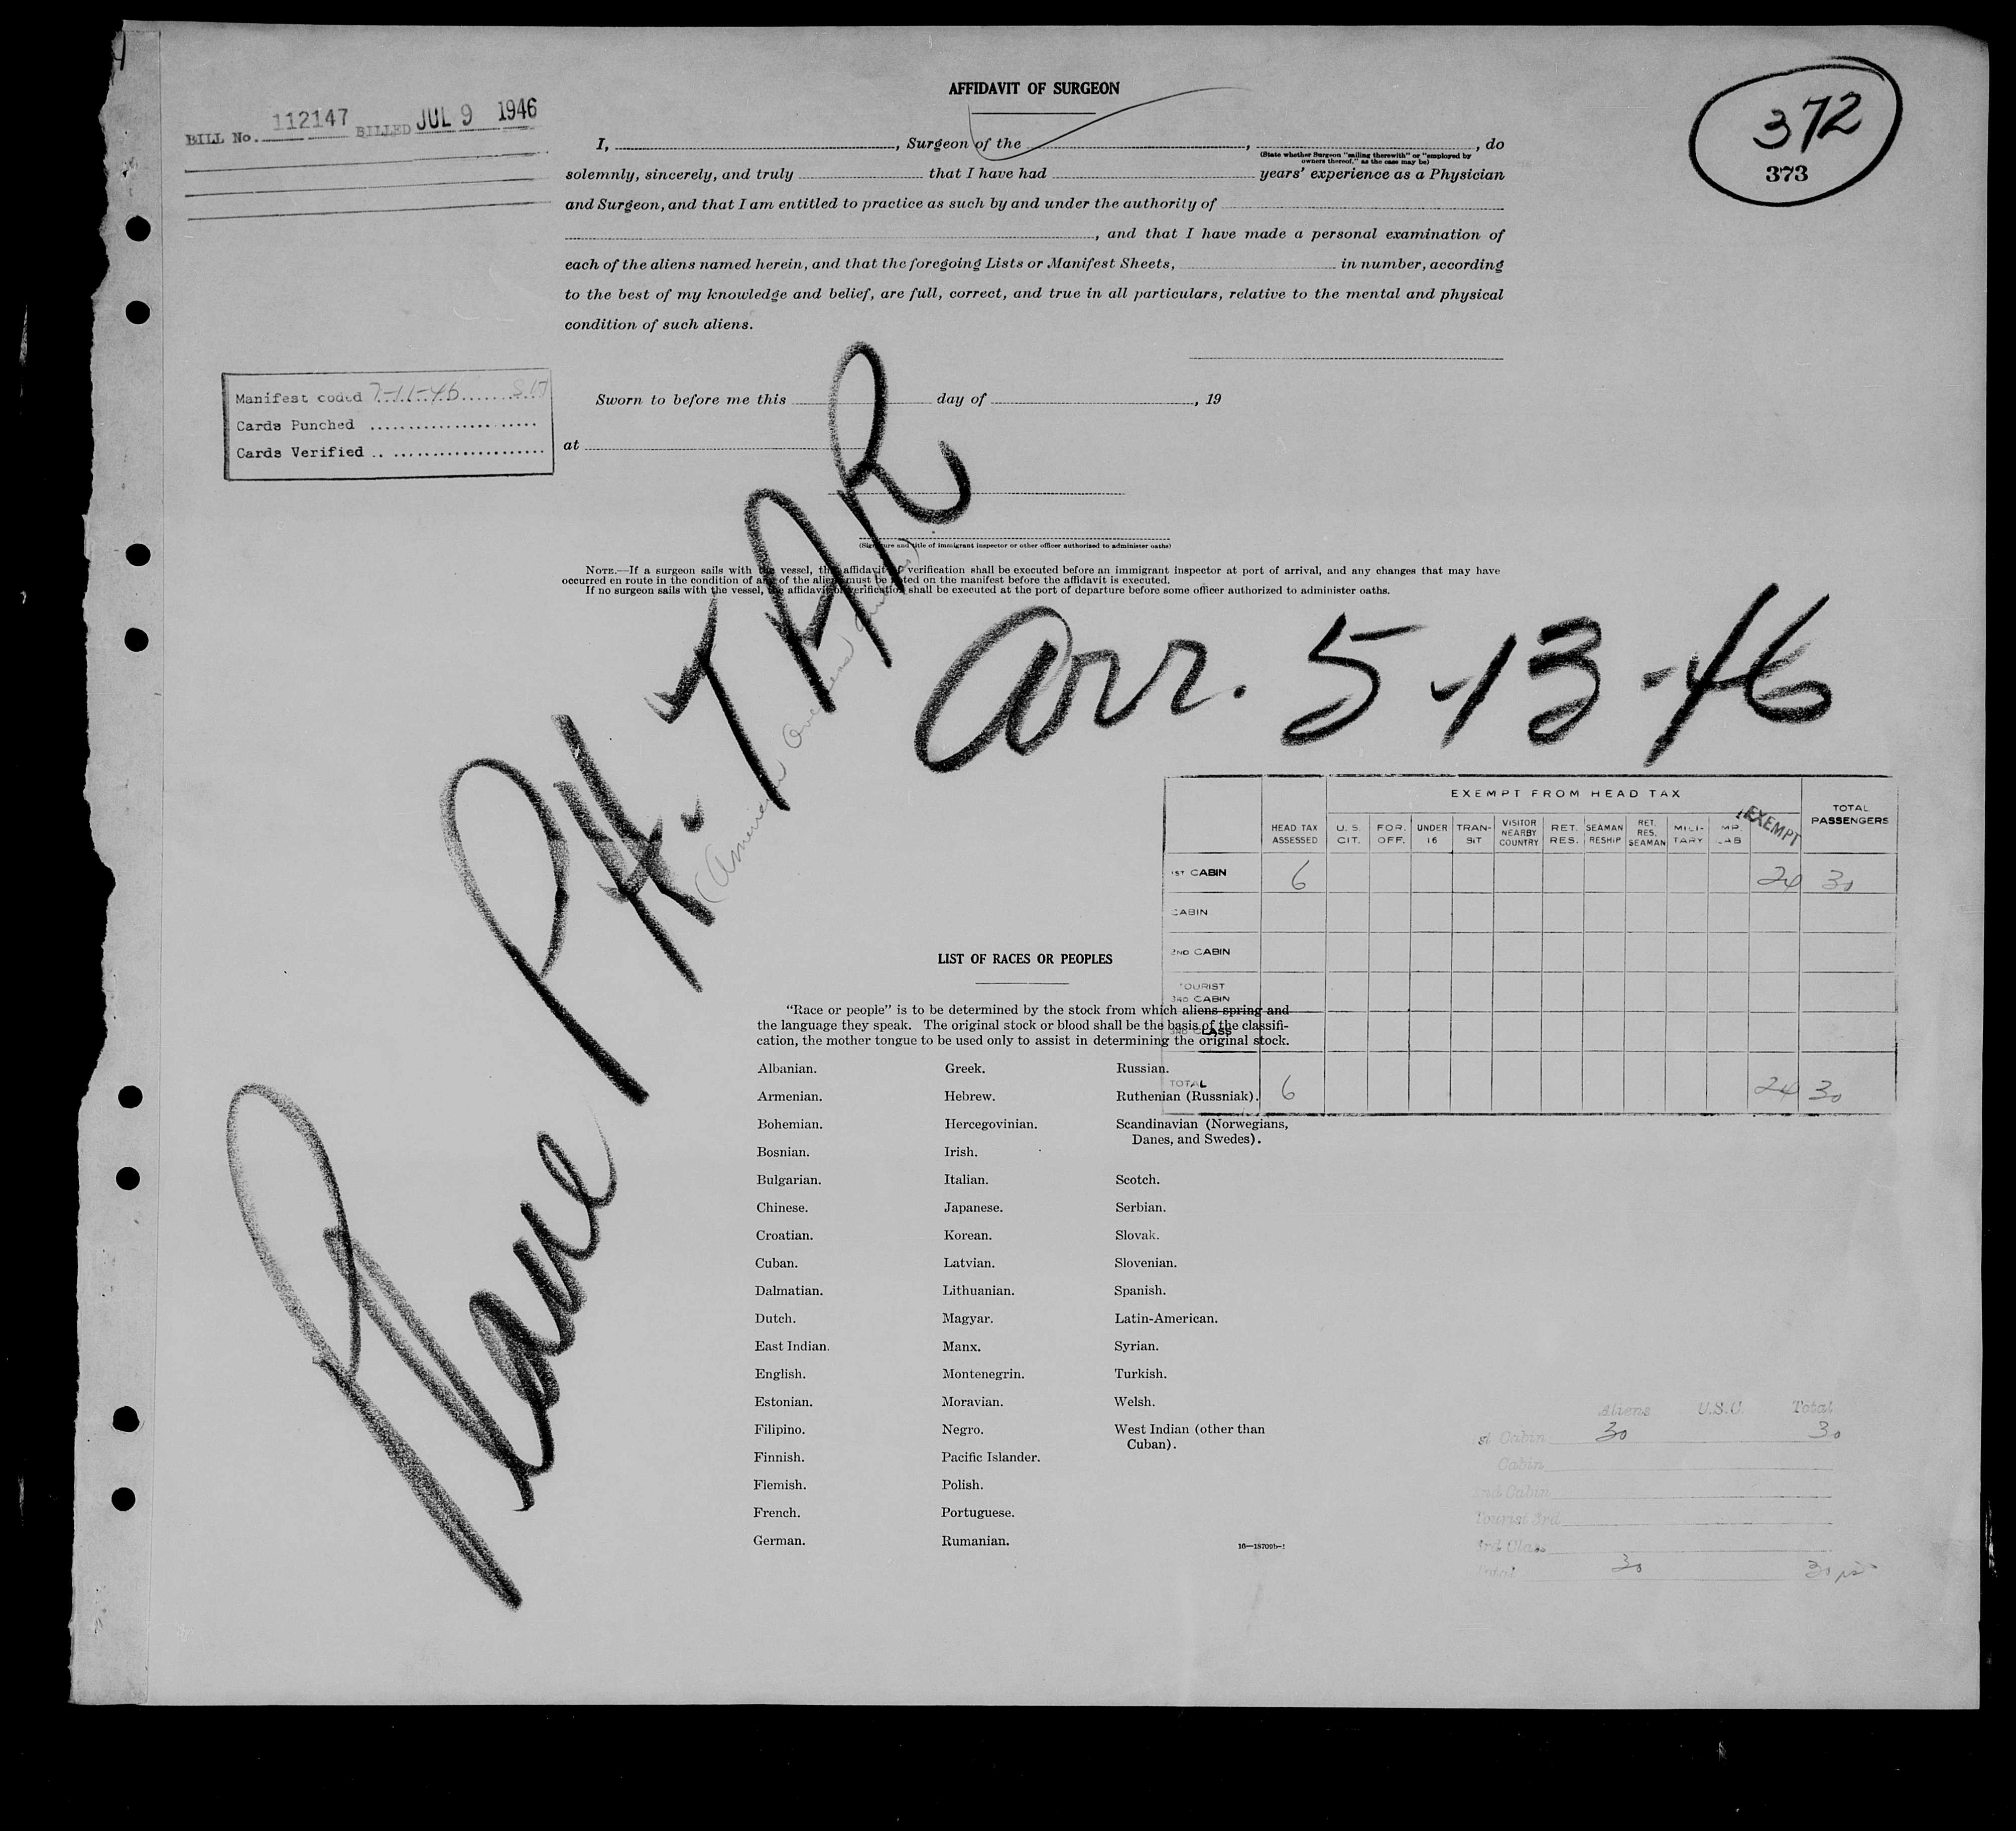 AFFIDAVIT OF SURGEON
BILL No. 112147 BILLED JUL 9 1946
372
373
I, , Surgeon of the , , do
(State whether Surgeon "sailing therewith" or "employed by
owners thereof," as the case may be)
solemnly, sincerely, and truly that I have had years' experience as a Physician
and Surgeon, and that I am entitled to practice as such by and under the authority of
, and that I have made a personal examination of
each of the aliens named herein, and that the foregoing Lists or Manifest Sheets, in number, according
to the best of my knowledge and belief, are full, correct, and true in all particulars, relative to the mental and physical
condition of such aliens.
Manifest coded 7-11-46
Cards Punched
Cards Verified
Sworn to before me this day of , 19
at
(Signature and title of immigrant inspector or other officer authorized to administer oaths)
NOTE.—If a surgeon sails with the vessel, the affidavit of verification shall be executed before an immigrant inspector at port of arrival, and any changes that may have
occurred en route in the condition of any of the aliens must be noted on the manifest before the affidavit is executed.
If no surgeon sails with the vessel, the affidavit of verification shall be executed at the port of departure before some officer authorized to administer oaths.
Plane PH-TAR
(American Overseas
Arr. 5-13-46
EXEMPT FROM HEAD TAX
HEAD TAX ASSESSED U.S. CIT. FOR. OFF. UNDER 16 TRAN-SIT VISITOR NEARBY COUNTRY RET. RES. SEAMAN RESHIP RET. RES. SEAMAN MILI-TARY IMP. LAB EXEMPT TOTAL PASSENGERS
1ST CABIN 6 24 30
CABIN
2ND CABIN
TOURIST
3RD CABIN
3RD CLASS
TOTAL 6 24 30
LIST OF RACES OR PEOPLES
"Race or people" is to be determined by the stock from which aliens spring and
the language they speak. The original stock or blood shall be the basis of the classifi-
cation, the mother tongue to be used only to assist in determining the original stock.
Albanian.
Armenian.
Bohemian.
Bosnian.
Bulgarian.
Chinese.
Croatian.
Cuban.
Dalmatian.
Dutch.
East Indian.
English.
Estonian.
Filipino.
Finnish.
Flemish.
French.
German.
Greek.
Hebrew.
Hercegovinian.
Irish.
Italian.
Japanese.
Korean.
Latvian.
Lithuanian.
Magyar.
Manx.
Montenegrin.
Moravian.
Negro.
Pacific Islander.
Polish.
Portuguese.
Rumanian.
Russian.
Ruthenian (Russniak).
Scandinavian (Norwegians,
Danes, and Swedes).
Scotch.
Serbian.
Slovak.
Slovenian.
Spanish.
Latin-American.
Syrian.
Turkish.
Welsh.
West Indian (other than
Cuban).
Aliens U.S.C. Total
st Cabin 30 30
Cabin
2nd Cabin
Tourist 3rd
3rd Class
Total 30 30